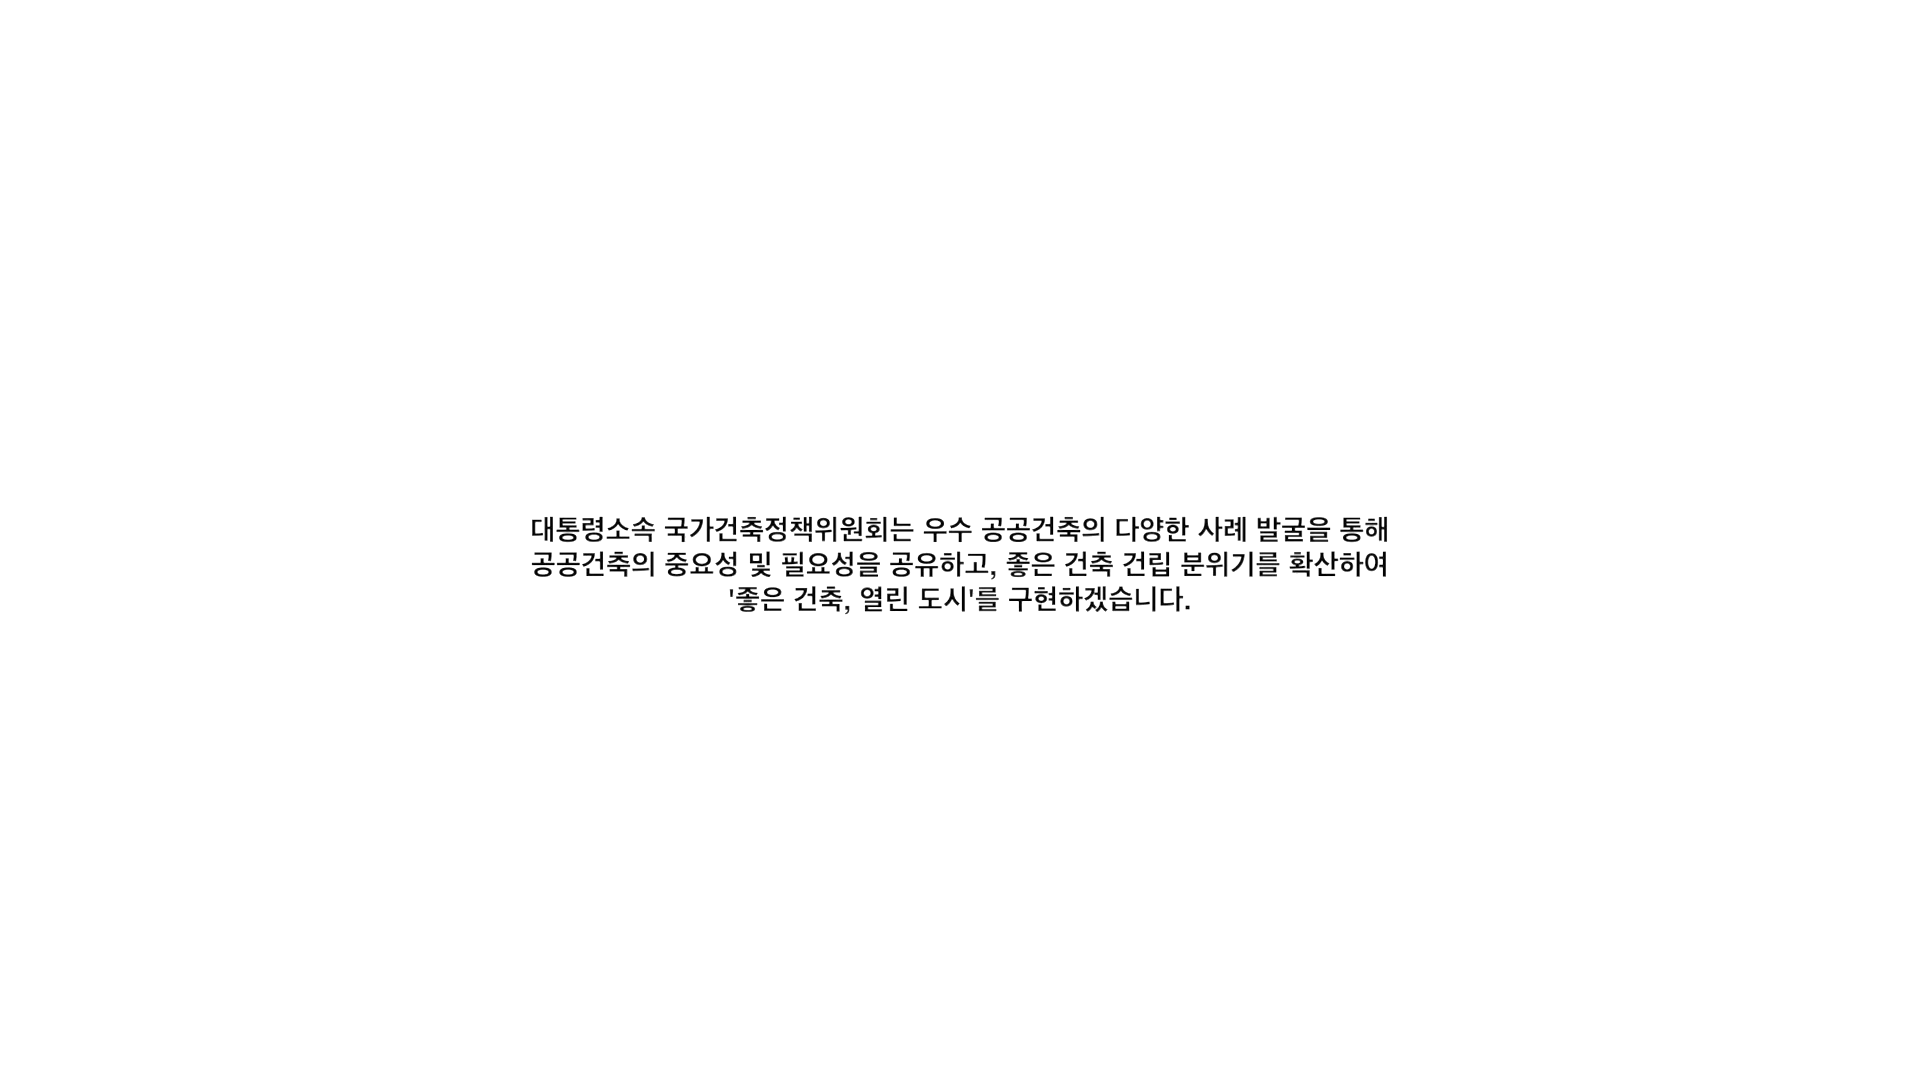 대통령소속 국가건축정책위원회는 우수 공공건축의 다양한 사례 발굴을 통해
공공건축의 중요성 및 필요성을 공유하고, 좋은 건축 건립 분위기를 확산하여
'좋은 건축, 열린 도시'를 구현하겠습니다.